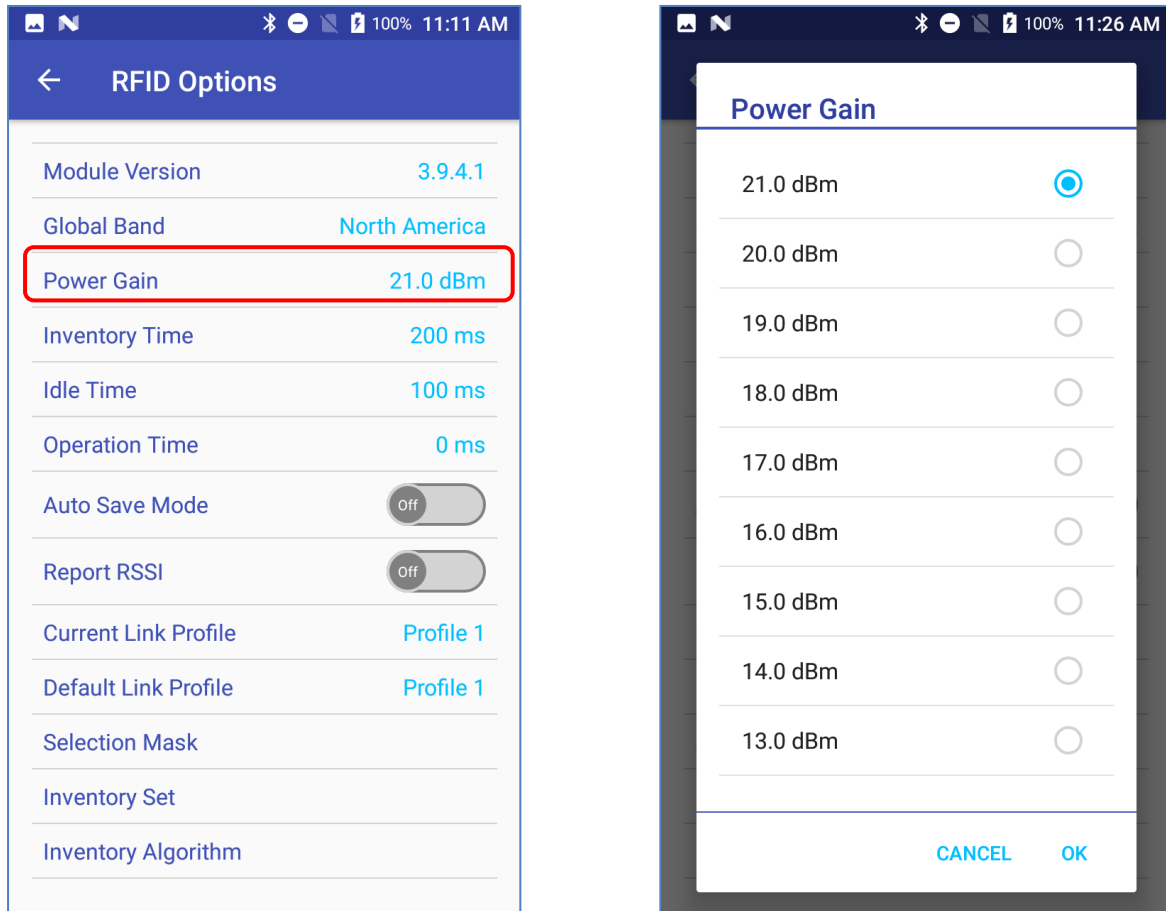 100% 11:11 AM
RFID Options
Module Version 3.9.4.1
Global Band North America
Power Gain 21.0 dBm
Inventory Time 200 ms
Idle Time 100 ms
Operation Time 0 ms
Auto Save Mode Off
Report RSSI Off
Current Link Profile Profile 1
Default Link Profile Profile 1
Selection Mask
Inventory Set
Inventory Algorithm
100% 11:26 AM
Power Gain
21.0 dBm
20.0 dBm
19.0 dBm
18.0 dBm
17.0 dBm
16.0 dBm
15.0 dBm
14.0 dBm
13.0 dBm
CANCEL OK